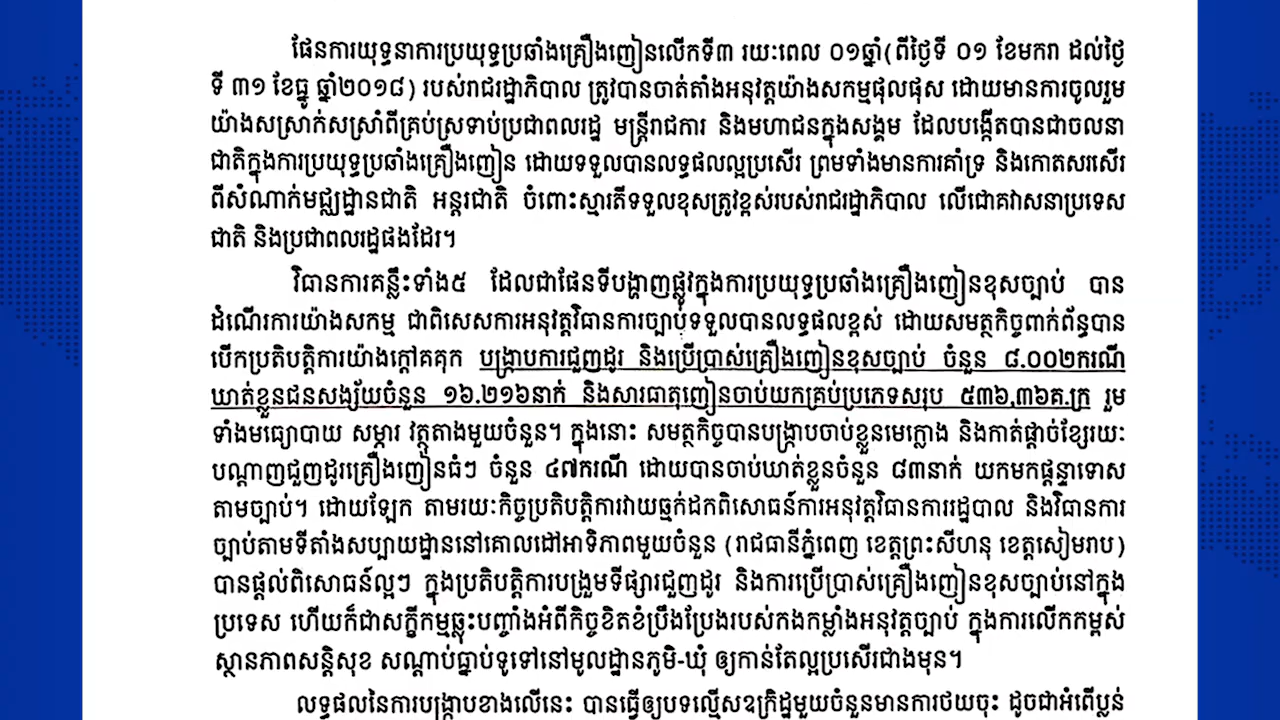 ផែនការយុទ្ធនាការប្រយុទ្ធប្រឆាំងគ្រឿងញៀនលើកទី៣ រយៈពេល ០១ឆ្នាំ(ពីថ្ងៃទី ០១ ខែមករា ដល់ថ្ងៃ
ទី ៣១ ខែធ្នូ ឆ្នាំ២០១៨) របស់រាជរដ្ឋាភិបាល ត្រូវបានចាត់តាំងអនុវត្តយ៉ាងសកម្មផុលផុស ដោយមានការចូលរួម
យ៉ាងសស្រាក់សស្រាំពីគ្រប់ស្រទាប់ប្រជាពលរដ្ឋ មន្ត្រីរាជការ និងមហាជនក្នុងសង្គម ដែលបង្កើតបានជាចលនា
ជាតិក្នុងការប្រយុទ្ធប្រឆាំងគ្រឿងញៀន ដោយទទួលបានលទ្ធផលល្អប្រសើរ ព្រមទាំងមានការគាំទ្រ និងកោតសរសើរ
ពីសំណាក់មជ្ឈដ្ឋានជាតិ អន្តរជាតិ ចំពោះស្មារតីទទួលខុសត្រូវខ្ពស់របស់រាជរដ្ឋាភិបាល លើជោគវាសនាប្រទេស
ជាតិ និងប្រជាពលរដ្ឋផងដែរ។
វិធានការគន្លឹះទាំង៥ ដែលជាផែនទីបង្ហាញផ្លូវក្នុងការប្រយុទ្ធប្រឆាំងគ្រឿងញៀនខុសច្បាប់ បាន
ដំណើរការយ៉ាងសកម្ម ជាពិសេសការអនុវត្តវិធានការច្បាប់ទទួលបានលទ្ធផលខ្ពស់ ដោយសមត្ថកិច្ចពាក់ព័ន្ធបាន
បើកប្រតិបត្តិការយ៉ាងក្តៅគគុក បង្ក្រាបការជួញដូរ និងប្រើប្រាស់គ្រឿងញៀនខុសច្បាប់ ចំនួន ៨.០០២ករណី
ឃាត់ខ្លួនជនសង្ស័យចំនួន ១៦.២១៦នាក់ និងសារធាតុញៀនចាប់យកគ្រប់ប្រភេទសរុប ៥៣៦,៣៦គ.ក្រ រួម
ទាំងមធ្យោបាយ សម្ភារ វត្ថុតាងមួយចំនួន។ ក្នុងនោះ សមត្ថកិច្ចបានបង្ក្រាបចាប់ខ្លួនមេក្លោង និងកាត់ផ្តាច់ខ្សែរយៈ
បណ្តាញជួញដូរគ្រឿងញៀនធំៗ ចំនួន ៤៧ករណី ដោយបានចាប់ឃាត់ខ្លួនចំនួន ៨៣នាក់ យកមកផ្តន្ទាទោស
តាមច្បាប់។ ដោយឡែក តាមរយៈកិច្ចប្រតិបត្តិការវាយឆ្មក់ដកពិសោធន៍ការអនុវត្តវិធានការរដ្ឋបាល និងវិធានការ
ច្បាប់តាមទីតាំងសប្បាយដ្ឋាននៅគោលដៅអាទិភាពមួយចំនួន (រាជធានីភ្នំពេញ ខេត្តព្រះសីហនុ ខេត្តសៀមរាប)
បានផ្តល់ពិសោធន៍ល្អៗ ក្នុងប្រតិបត្តិការបង្រួមទីផ្សារជួញដូរ និងការប្រើប្រាស់គ្រឿងញៀនខុសច្បាប់នៅក្នុង
ប្រទេស ហើយក៏ជាសក្ខីកម្មឆ្លុះបញ្ចាំងអំពីកិច្ចខិតខំប្រឹងប្រែងរបស់កងកម្លាំងអនុវត្តច្បាប់ ក្នុងការលើកកម្ពស់
ស្ថានភាពសន្តិសុខ សណ្តាប់ធ្នាប់ទូទៅនៅមូលដ្ឋានភូមិ-ឃុំ ឲ្យកាន់តែល្អប្រសើរជាងមុន។
លទ្ធផលនៃការបង្ក្រាបខាងលើនេះ បានធ្វើឲ្យបទល្មើសឧក្រិដ្ឋមួយចំនួនមានការថយចុះ ដូចជាអំពើប្លន់